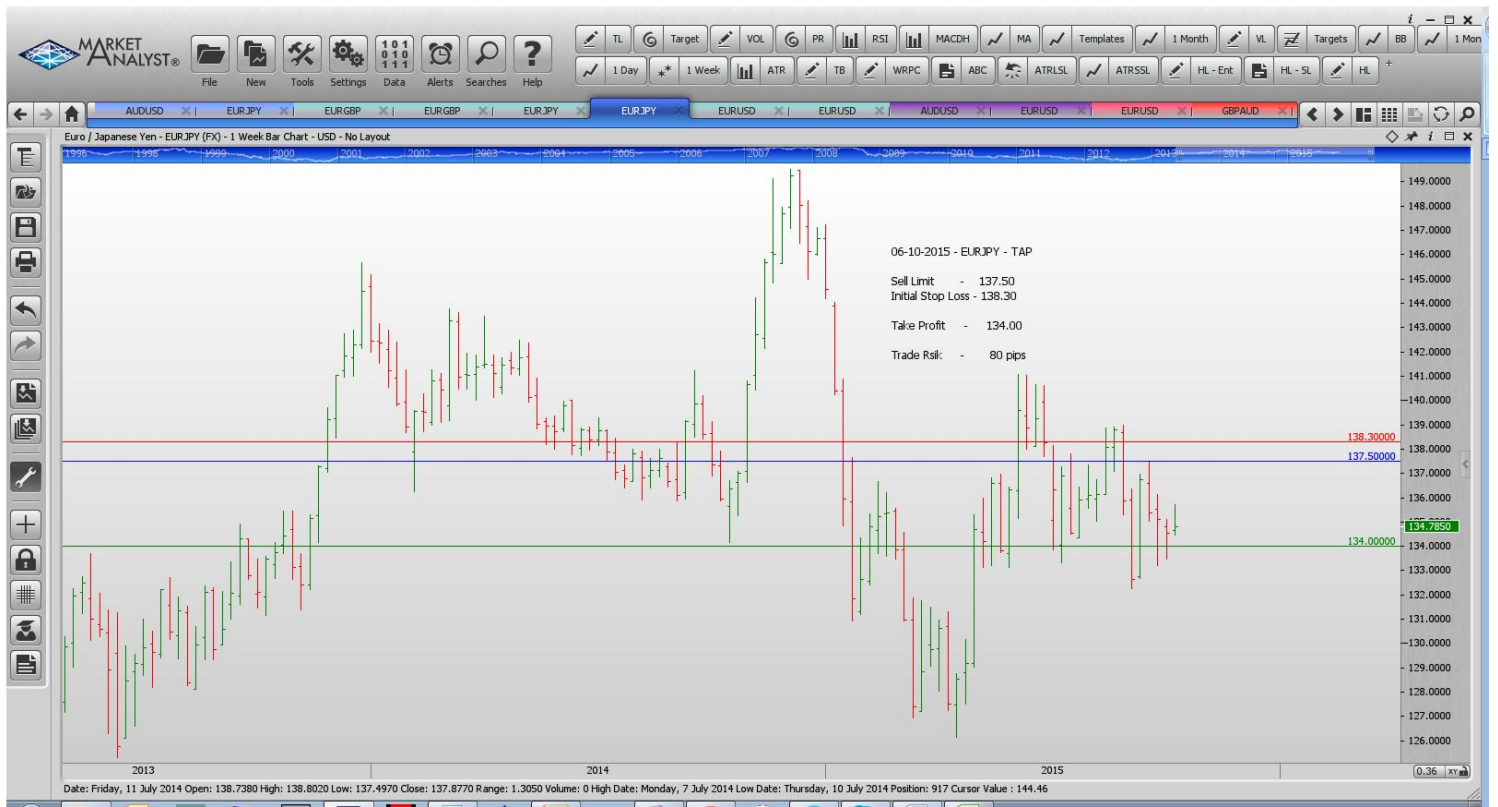 i
MARKET
ANALYST®
File New Tools Settings Data Alerts Searches Help
TL Target VOL PR RSI MACDH MA Templates 1 Month VL Targets BB 1 Mon
1 Day 1 Week ATR TB WRPC ABC ATRLSL ATRSSL HL - Ent HL - SL HL +
AUDUSD EURJPY EURGBP EURGBP EURJPY EURJPY EURUSD EURUSD AUDUSD EURUSD EURUSD GBPAUD
Euro / Japanese Yen - EURJPY (FX) - 1 Week Bar Chart - USD - No Layout
1996 1998 1999 2000 2001 2002 2003 2004 2005 2006 2007 2008 2009 2010 2011 2012 2013 2014 2015
149.0000
148.0000
147.0000
06-10-2015 - EURJPY - TAP
146.0000
Sell Limit - 137.50
145.0000
Initial Stop Loss - 138.30
144.0000
Take Profit - 134.00
143.0000
Trade Rsik - 80 pips
142.0000
141.0000
140.0000
139.0000
138.30000
138.0000
137.50000
137.0000
136.0000
134.7850
134.00000
134.0000
133.0000
132.0000
131.0000
130.0000
129.0000
128.0000
127.0000
126.0000
2013 2014 2015
0.36 XY
Date: Friday, 11 July 2014 Open: 138.7380 High: 138.8020 Low: 137.4970 Close: 137.8770 Range: 1.3050 Volume: 0 High Date: Monday, 7 July 2014 Low Date: Thursday, 10 July 2014 Position: 917 Cursor Value : 144.46